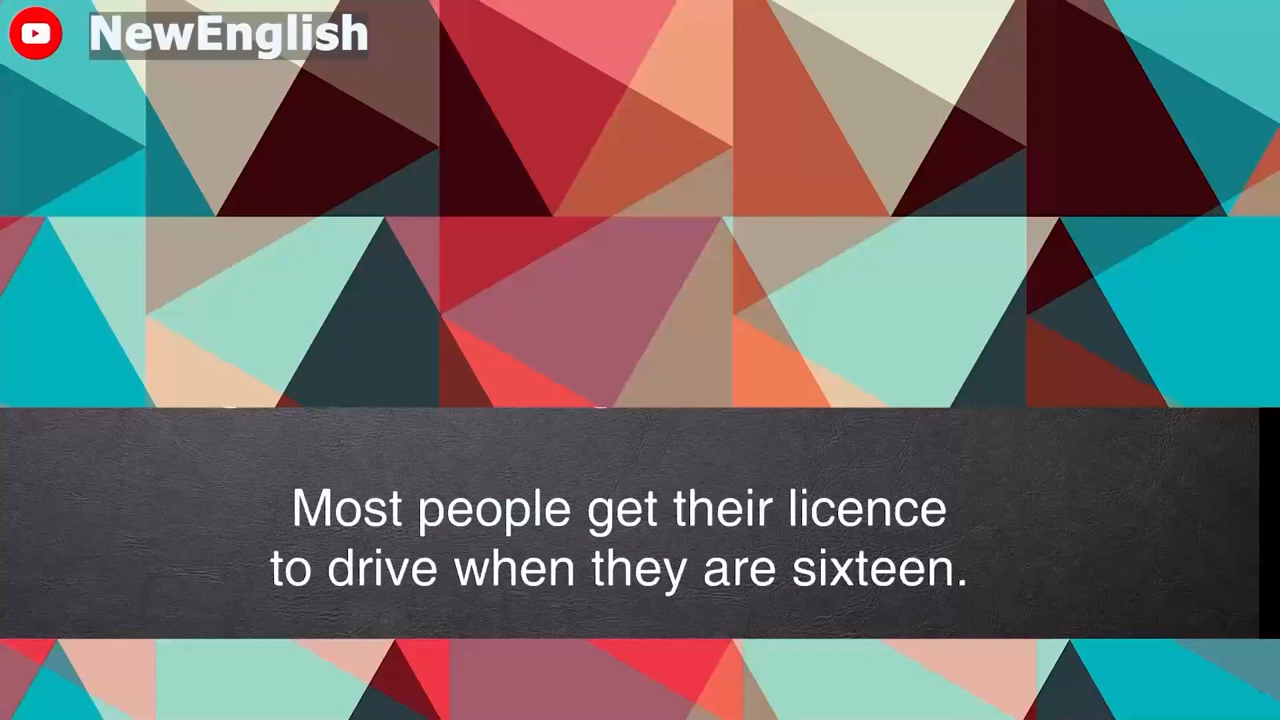 NewEnglish
Most people get their licence
to drive when they are sixteen.